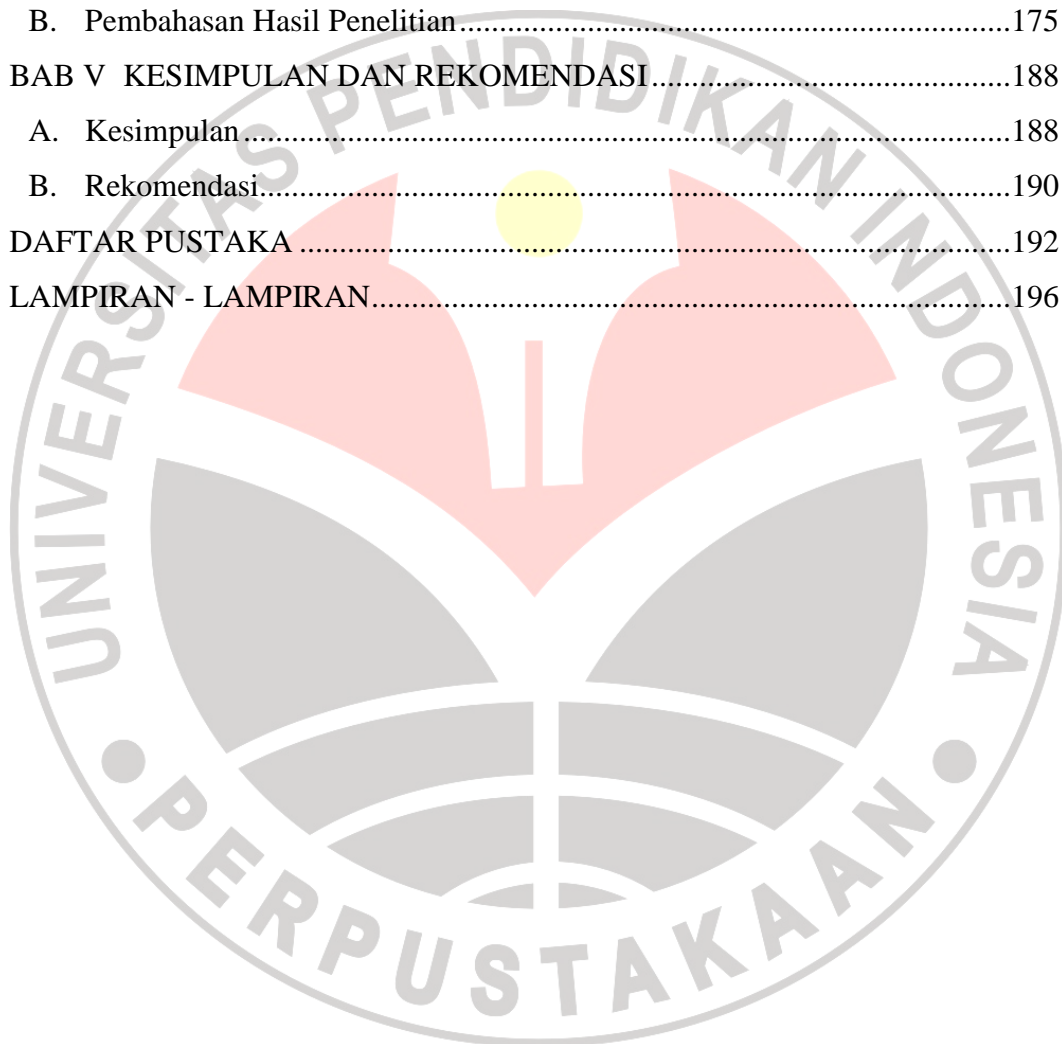 B. Pembahasan Hasil Penelitian.....................................................................................175
BAB V KESIMPULAN DAN REKOMENDASI......................................................188
A. Kesimpulan.....................................................................................................................188
B. Rekomendasi.................................................................................................................190
DAFTAR PUSTAKA.............................................................................................................192
LAMPIRAN - LAMPIRAN...................................................................................................196
UNIVERSITAS PENDIDIKAN INDONESIA
PERPUSTAKAAN